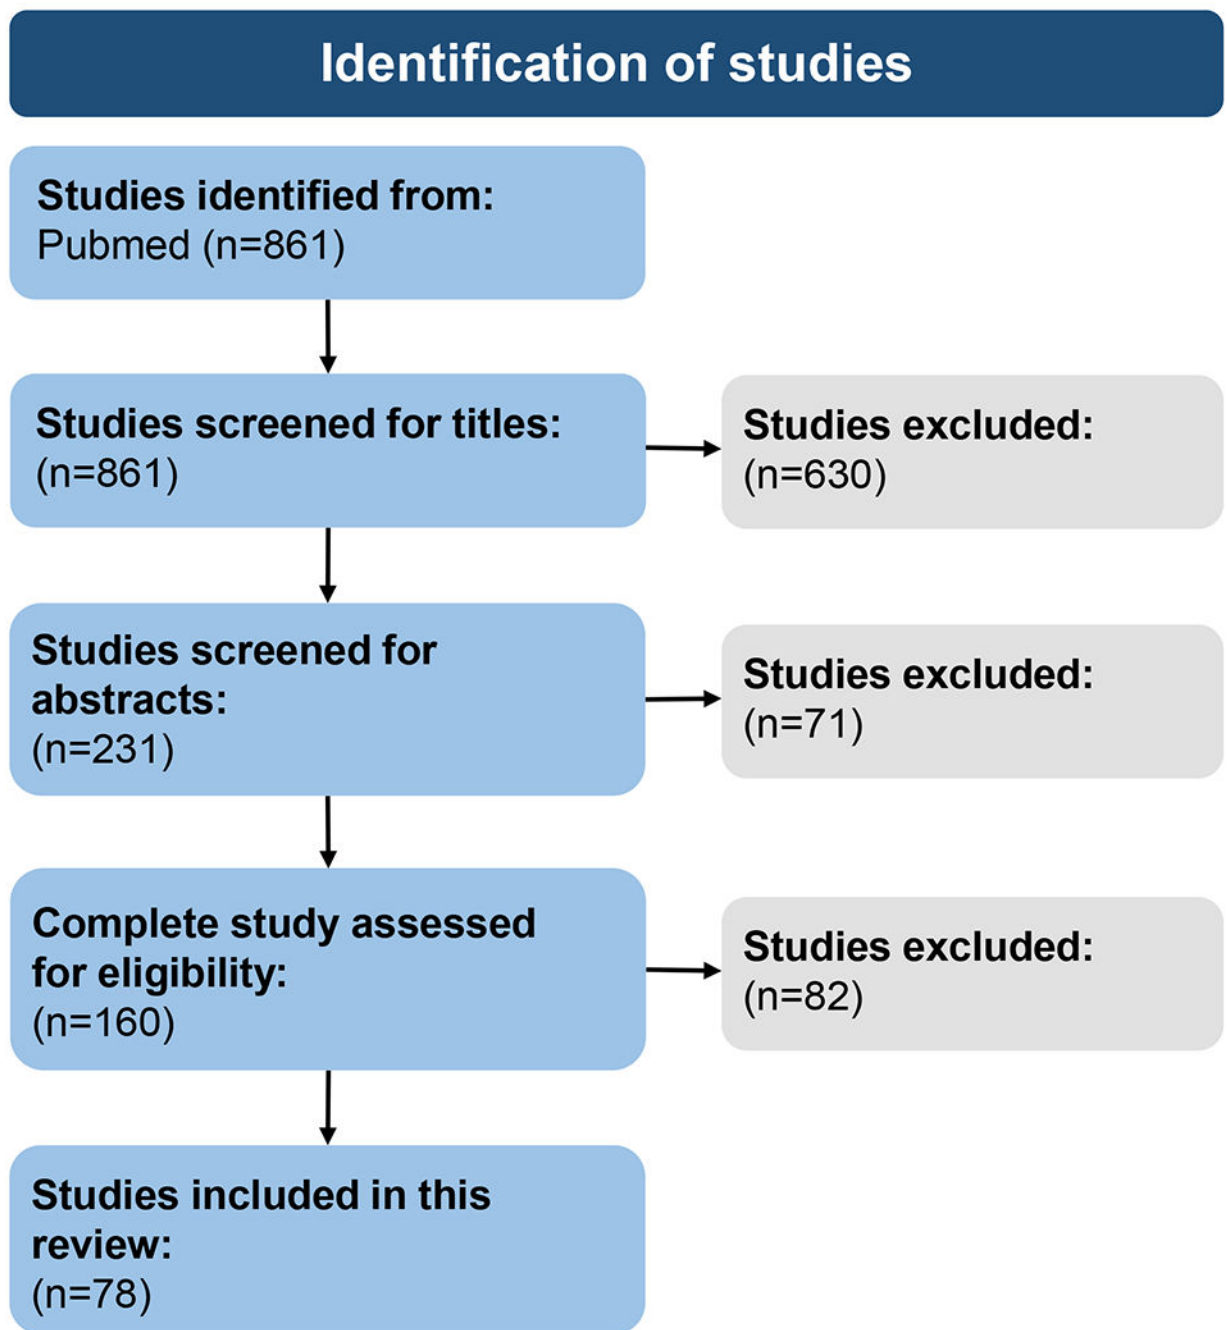 Identification of studies
Studies identified from:
Pubmed (n=861)
Studies screened for titles:
(n=861)
Studies excluded:
(n=630)
Studies screened for
abstracts:
(n=231)
Studies excluded:
(n=71)
Complete study assessed
for eligibility:
(n=160)
Studies excluded:
(n=82)
Studies included in this
review:
(n=78)